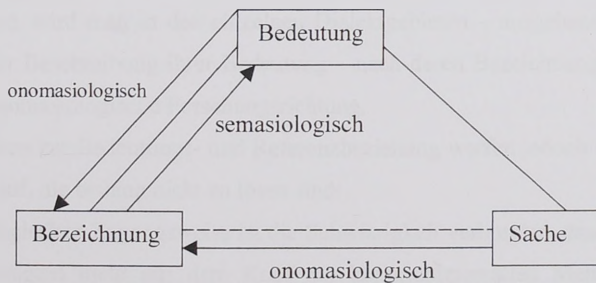 Bedeutung
onomasiologisch
semasiologisch
Bezeichnung
Sache
onomasiologisch